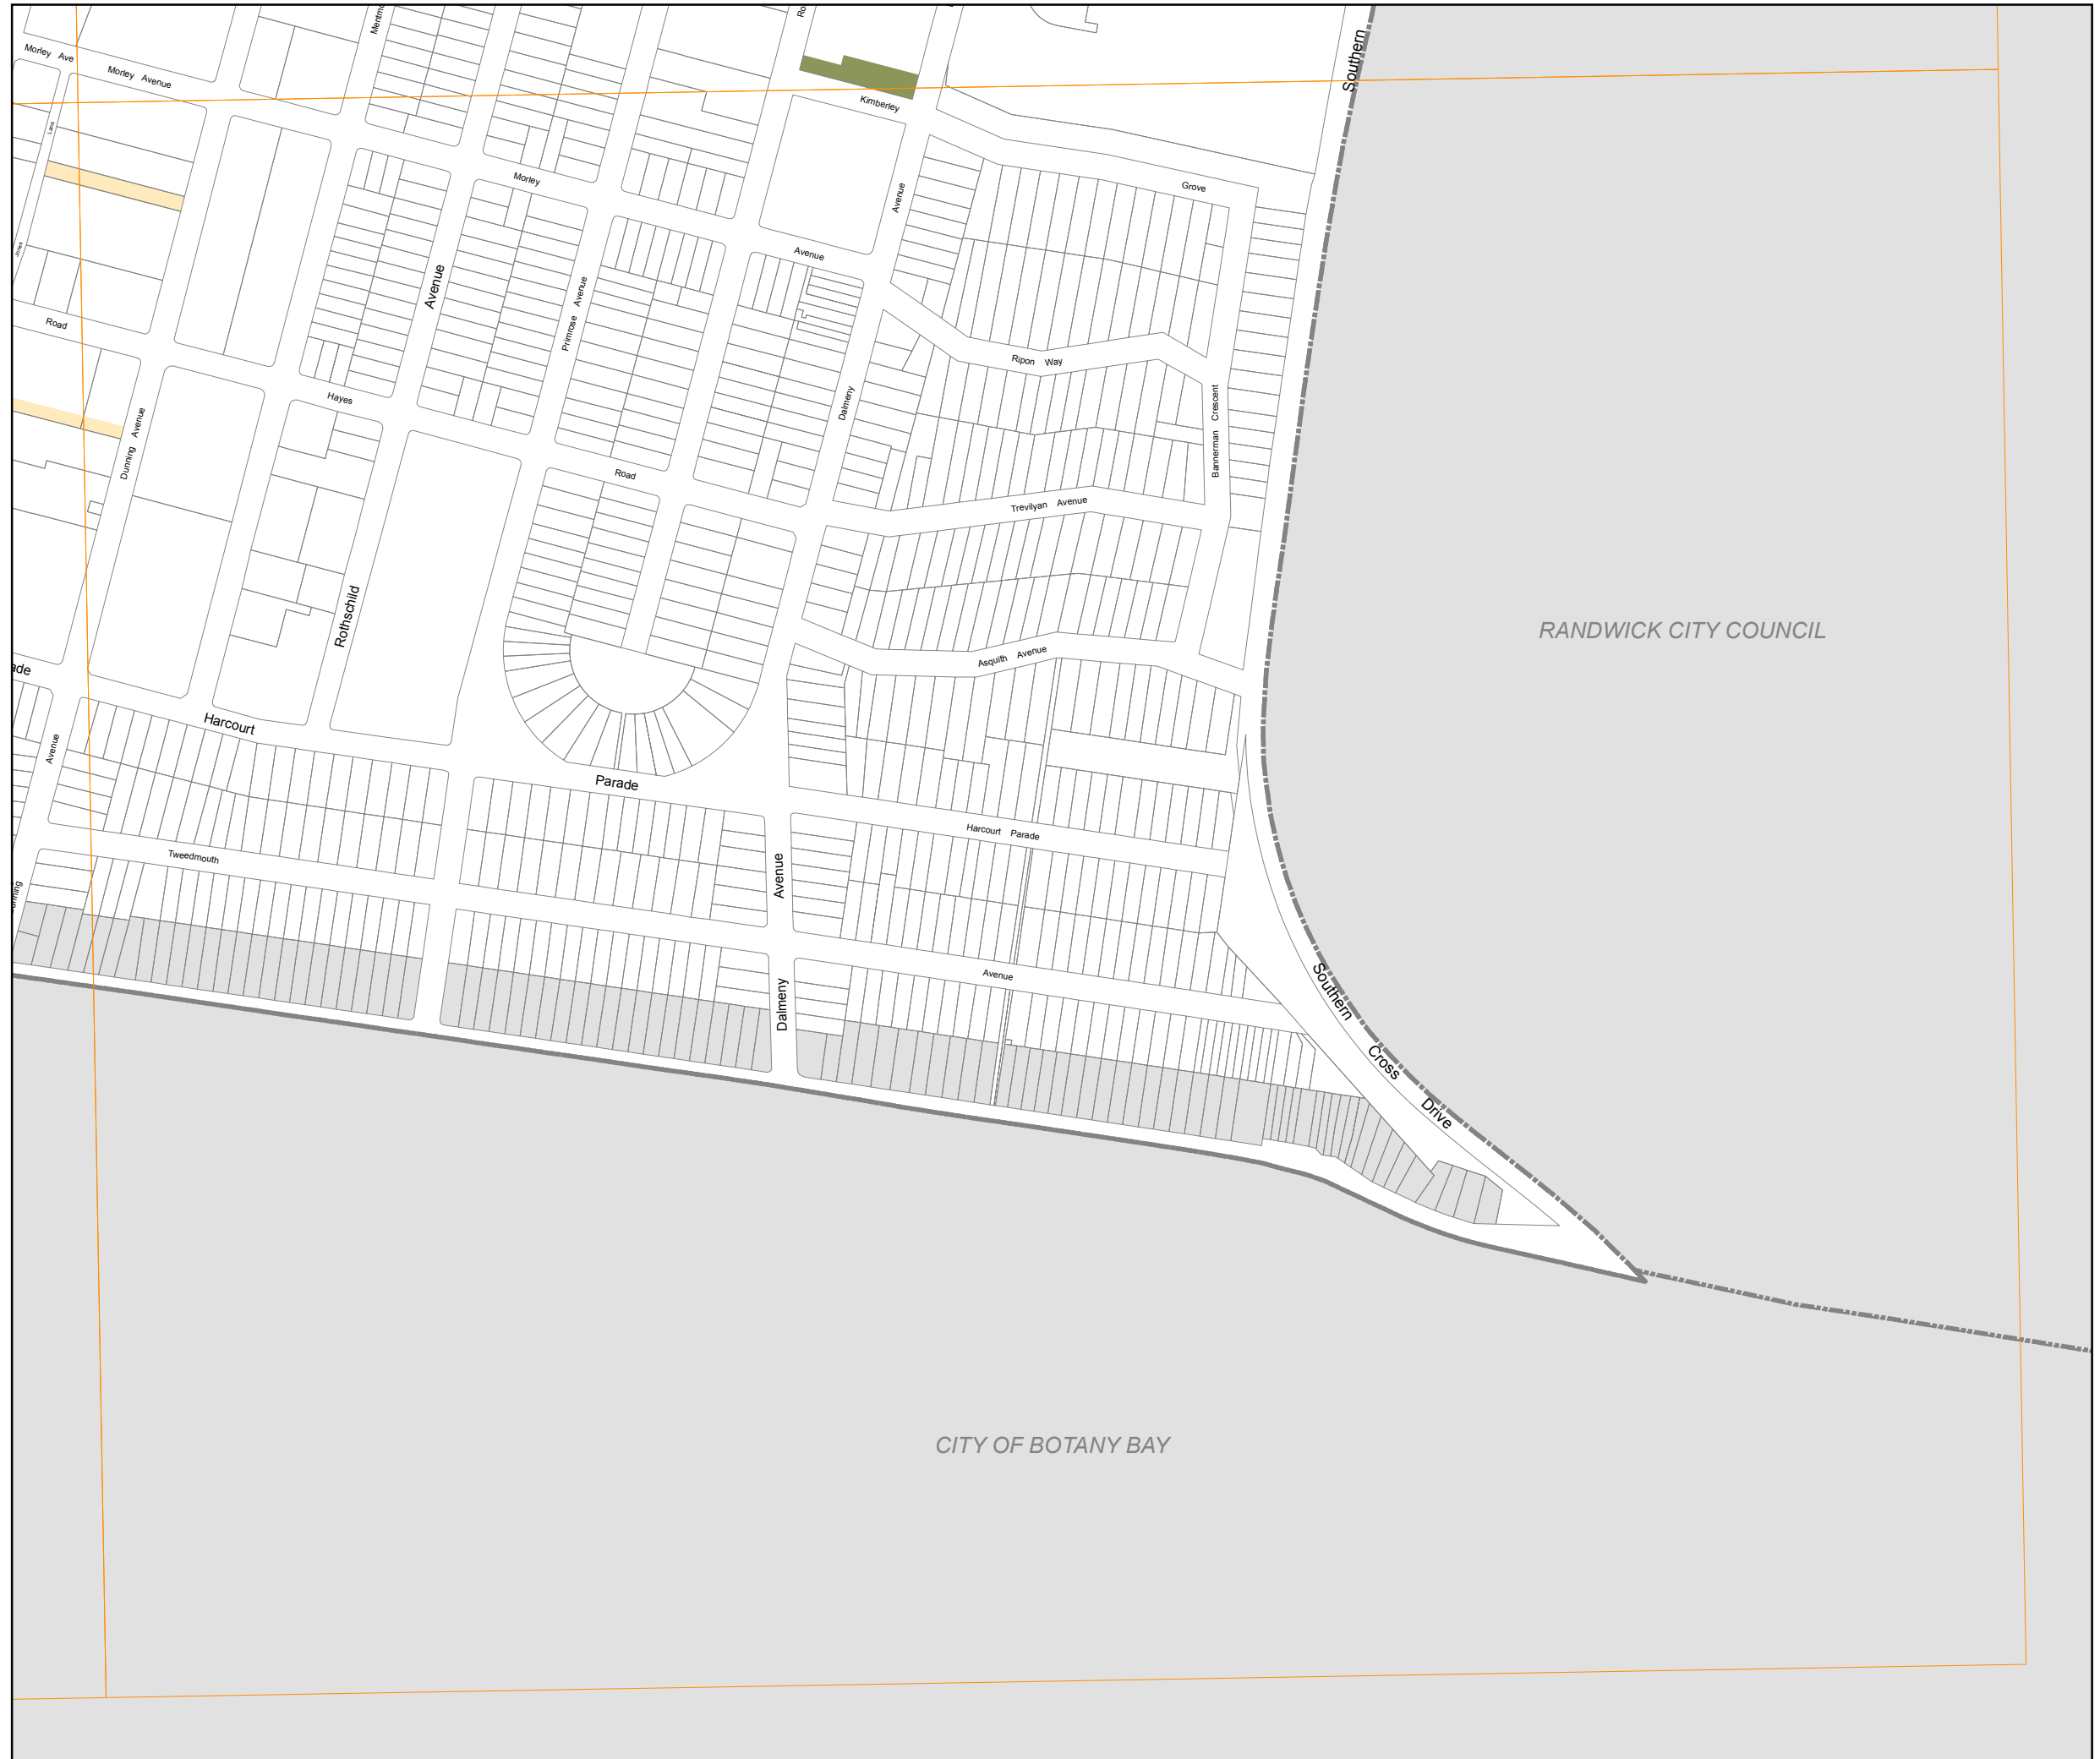 Morley Ave
Morley Avenue
Southern
Kimberley
Lane
Jones
Morley
Avenue
Grove
Avenue
Avenue
Primrose Avenue
Road
Ripon Way
Hayes
Dalmeny
Bannerman Crescent
Dunning Avenue
Road
Trevilyan Avenue
Rothschild
RANDWICK CITY COUNCIL
Asquith Avenue
Harcourt
Avenue
Parade
Harcourt Parade
Tweedmouth
Avenue
Avenue
Dalmeny
Southern
Cross
Drive
CITY OF BOTANY BAY